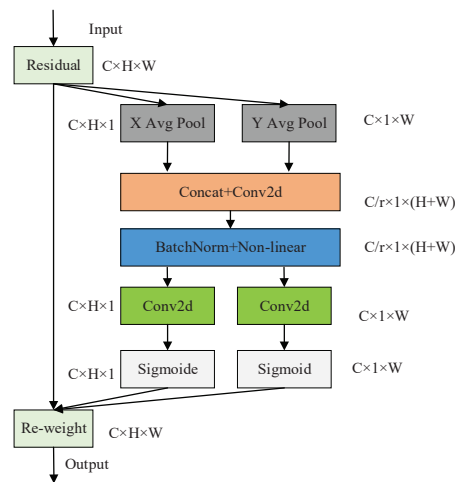 Input
Residual
C×H×W
C×H×1
X Avg Pool
Y Avg Pool
C×1×W
Concat+Conv2d
C/r×1×(H+W)
BatchNorm+Non-linear
C/r×1×(H+W)
C×H×1
Conv2d
Conv2d
C×1×W
C×H×1
Sigmoide
Sigmoid
C×1×W
Re-weight
C×H×W
Output